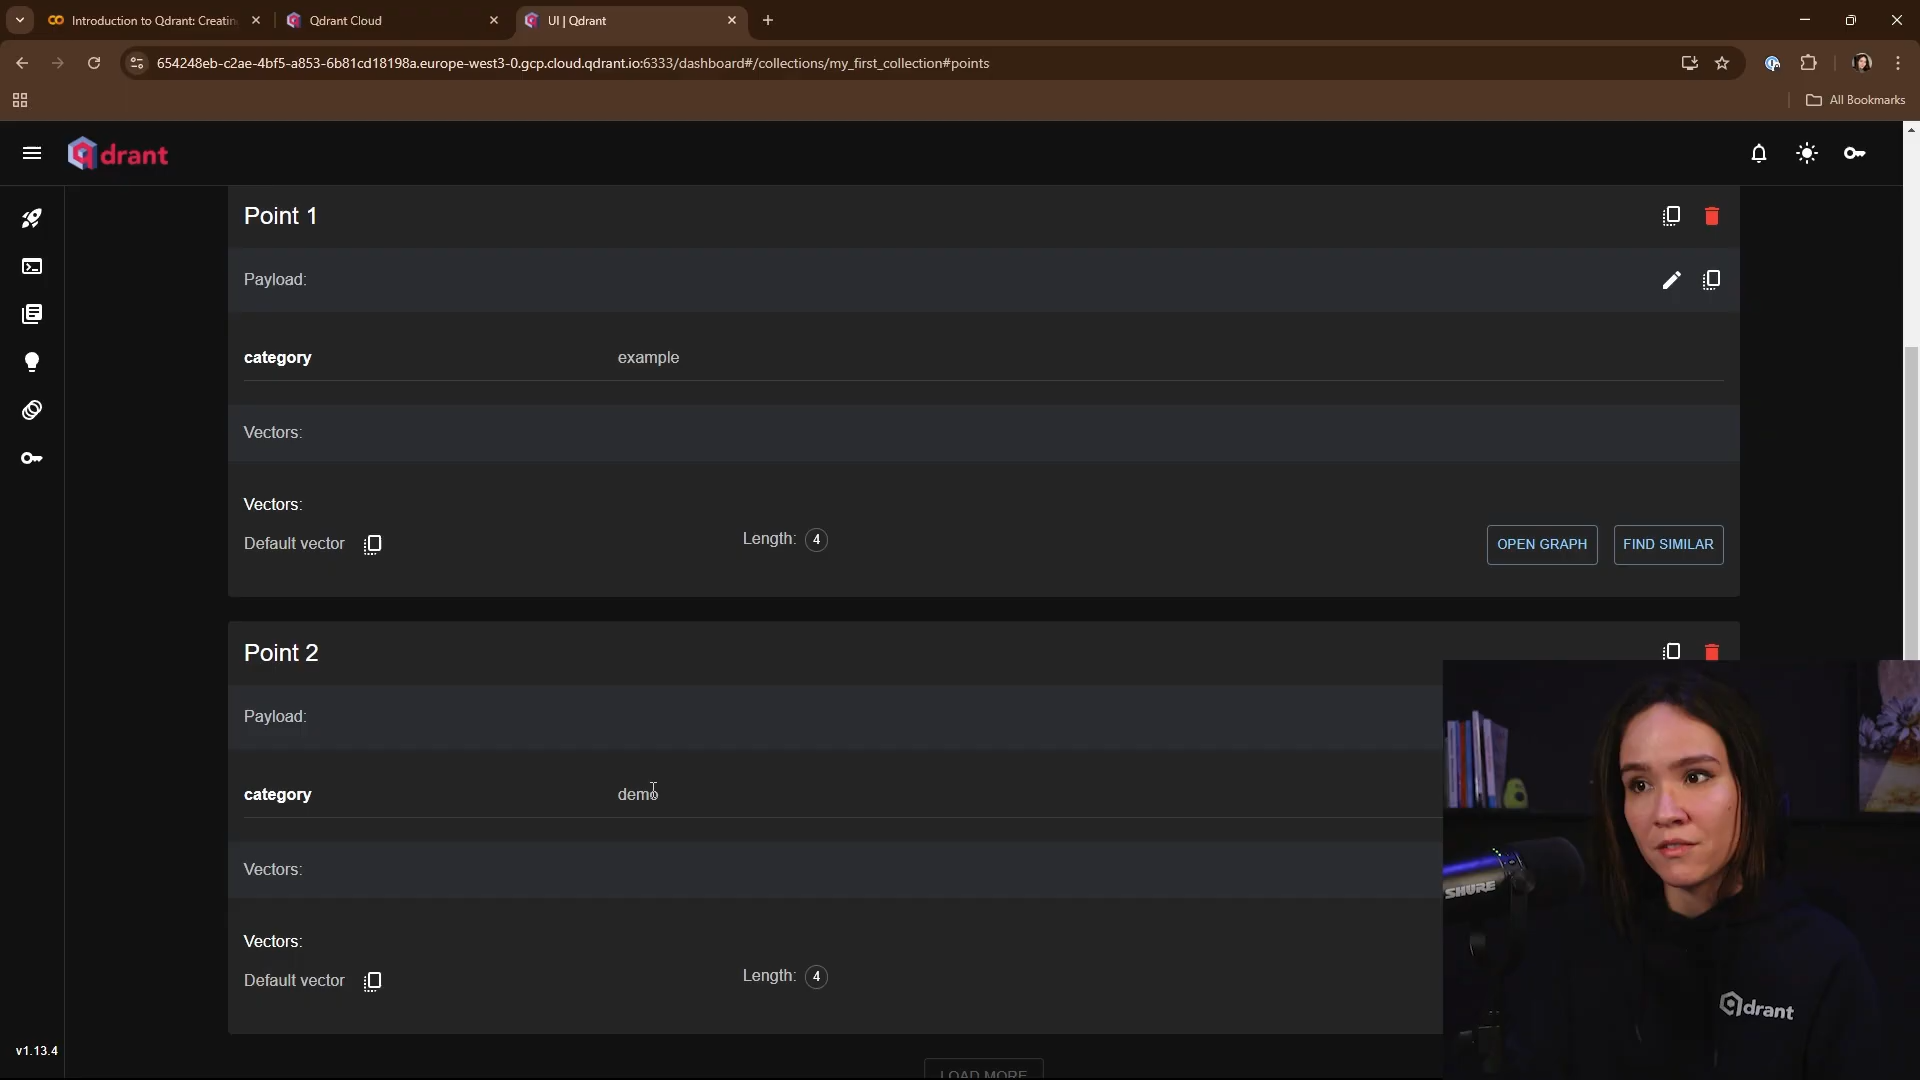 Introduction to Qdrant: Creatin
Qdrant Cloud
UI | Qdrant
654248eb-c2ae-4bf5-a853-6b81cd18198a.europe-west3-0.gcp.cloud.qdrant.io:6333/dashboard#/collections/my_first_collection#points
All Bookmarks
drant
Point 1
Payload:
category example
Vectors:
Vectors:
Default vector Length: 4 OPEN GRAPH FIND SIMILAR
Point 2
Payload:
category demo
Vectors:
Vectors:
Default vector Length: 4
SHURE
drant
v1.13.4
LOAD MORE